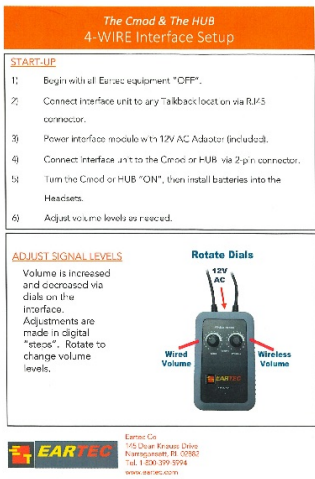 The Cmod & The HUB
4-WIRE Interface Setup
START-UP
1) Begin with all Eartec equipment "OFF".
2) Connect interface unit to any Talkback location via RJ45
connector.
3) Power interface module with 12V AC Adapter (included).
4) Connect Interface unit to the Cmod or HUB via 2-pin connector.
5) Turn the Cmod or HUB "ON", then install batteries into the
Headsets.
6) Adjust volume levels as needed.
ADJUST SIGNAL LEVELS
Volume is increased
and decreased via
dials on the
interface.
Adjustments are
made in digital
"steps". Rotate to
change volume
levels.
Rotate Dials
12V
AC
Wired
Volume
Wireless
Volume
EARTEC
EARTEC
Eartec Co
145 Dean Knauss Drive
Narragansett, RI 02882
Tel. 1-800-399-5994
www.eartec.com